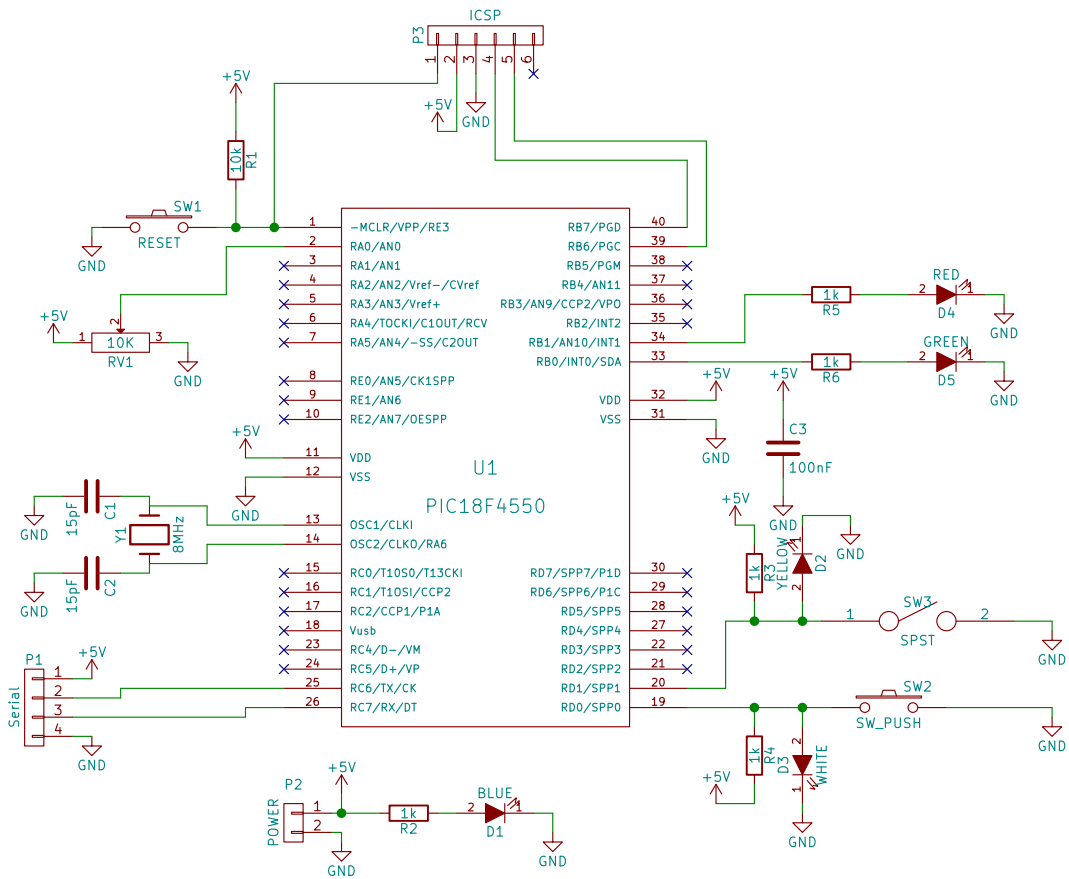 ICSP
P3
1
2
3
4
5
6
+5V
GND
+5V
10k
R1
SW1
RESET
GND
+5V
1
2
3
10K
RV1
GND
U1
PIC18F4550
1 -MCLR/VPP/RE3
2 RA0/AN0
3 RA1/AN1
4 RA2/AN2/Vref-/CVref
5 RA3/AN3/Vref+
6 RA4/TOCKI/C1OUT/RCV
7 RA5/AN4/-SS/C2OUT
8 RE0/AN5/CK1SPP
9 RE1/AN6
10 RE2/AN7/OESPP
11 VDD
12 VSS
13 OSC1/CLKI
14 OSC2/CLKO/RA6
15 RC0/T1OSO/T13CKI
16 RC1/T1OSI/CCP2
17 RC2/CCP1/P1A
18 Vusb
23 RC4/D-/VM
24 RC5/D+/VP
25 RC6/TX/CK
26 RC7/RX/DT
RB7/PGD 40
RB6/PGC 39
RB5/PGM 38
RB4/AN11 37
RB3/AN9/CCP2/VPO 36
RB2/INT2 35
RB1/AN10/INT1 34
RB0/INT0/SDA 33
VDD 32
VSS 31
RD7/SPP7/P1D 30
RD6/SPP6/P1C 29
RD5/SPP5 28
RD4/SPP4 27
RD3/SPP3 22
RD2/SPP2 21
RD1/SPP1 20
RD0/SPP0 19
+5V
GND
GND
15pF
C1
Y1
8MHz
GND
15pF
C2
P1
Serial
1
2
3
4
+5V
GND
1k
R5
RED
2 1
D4
GND
1k
R6
GREEN
2 1
D5
GND
+5V
GND
+5V
C3
100nF
GND
+5V
1k
R3
YELLOW
1
2
D2
GND
SW3
1 2
SPST
GND
SW2
SW_PUSH
GND
1k
R4
+5V
D3
2
1
WHITE
GND
P2
POWER
1
2
+5V
GND
1k
R2
BLUE
2 1
D1
GND